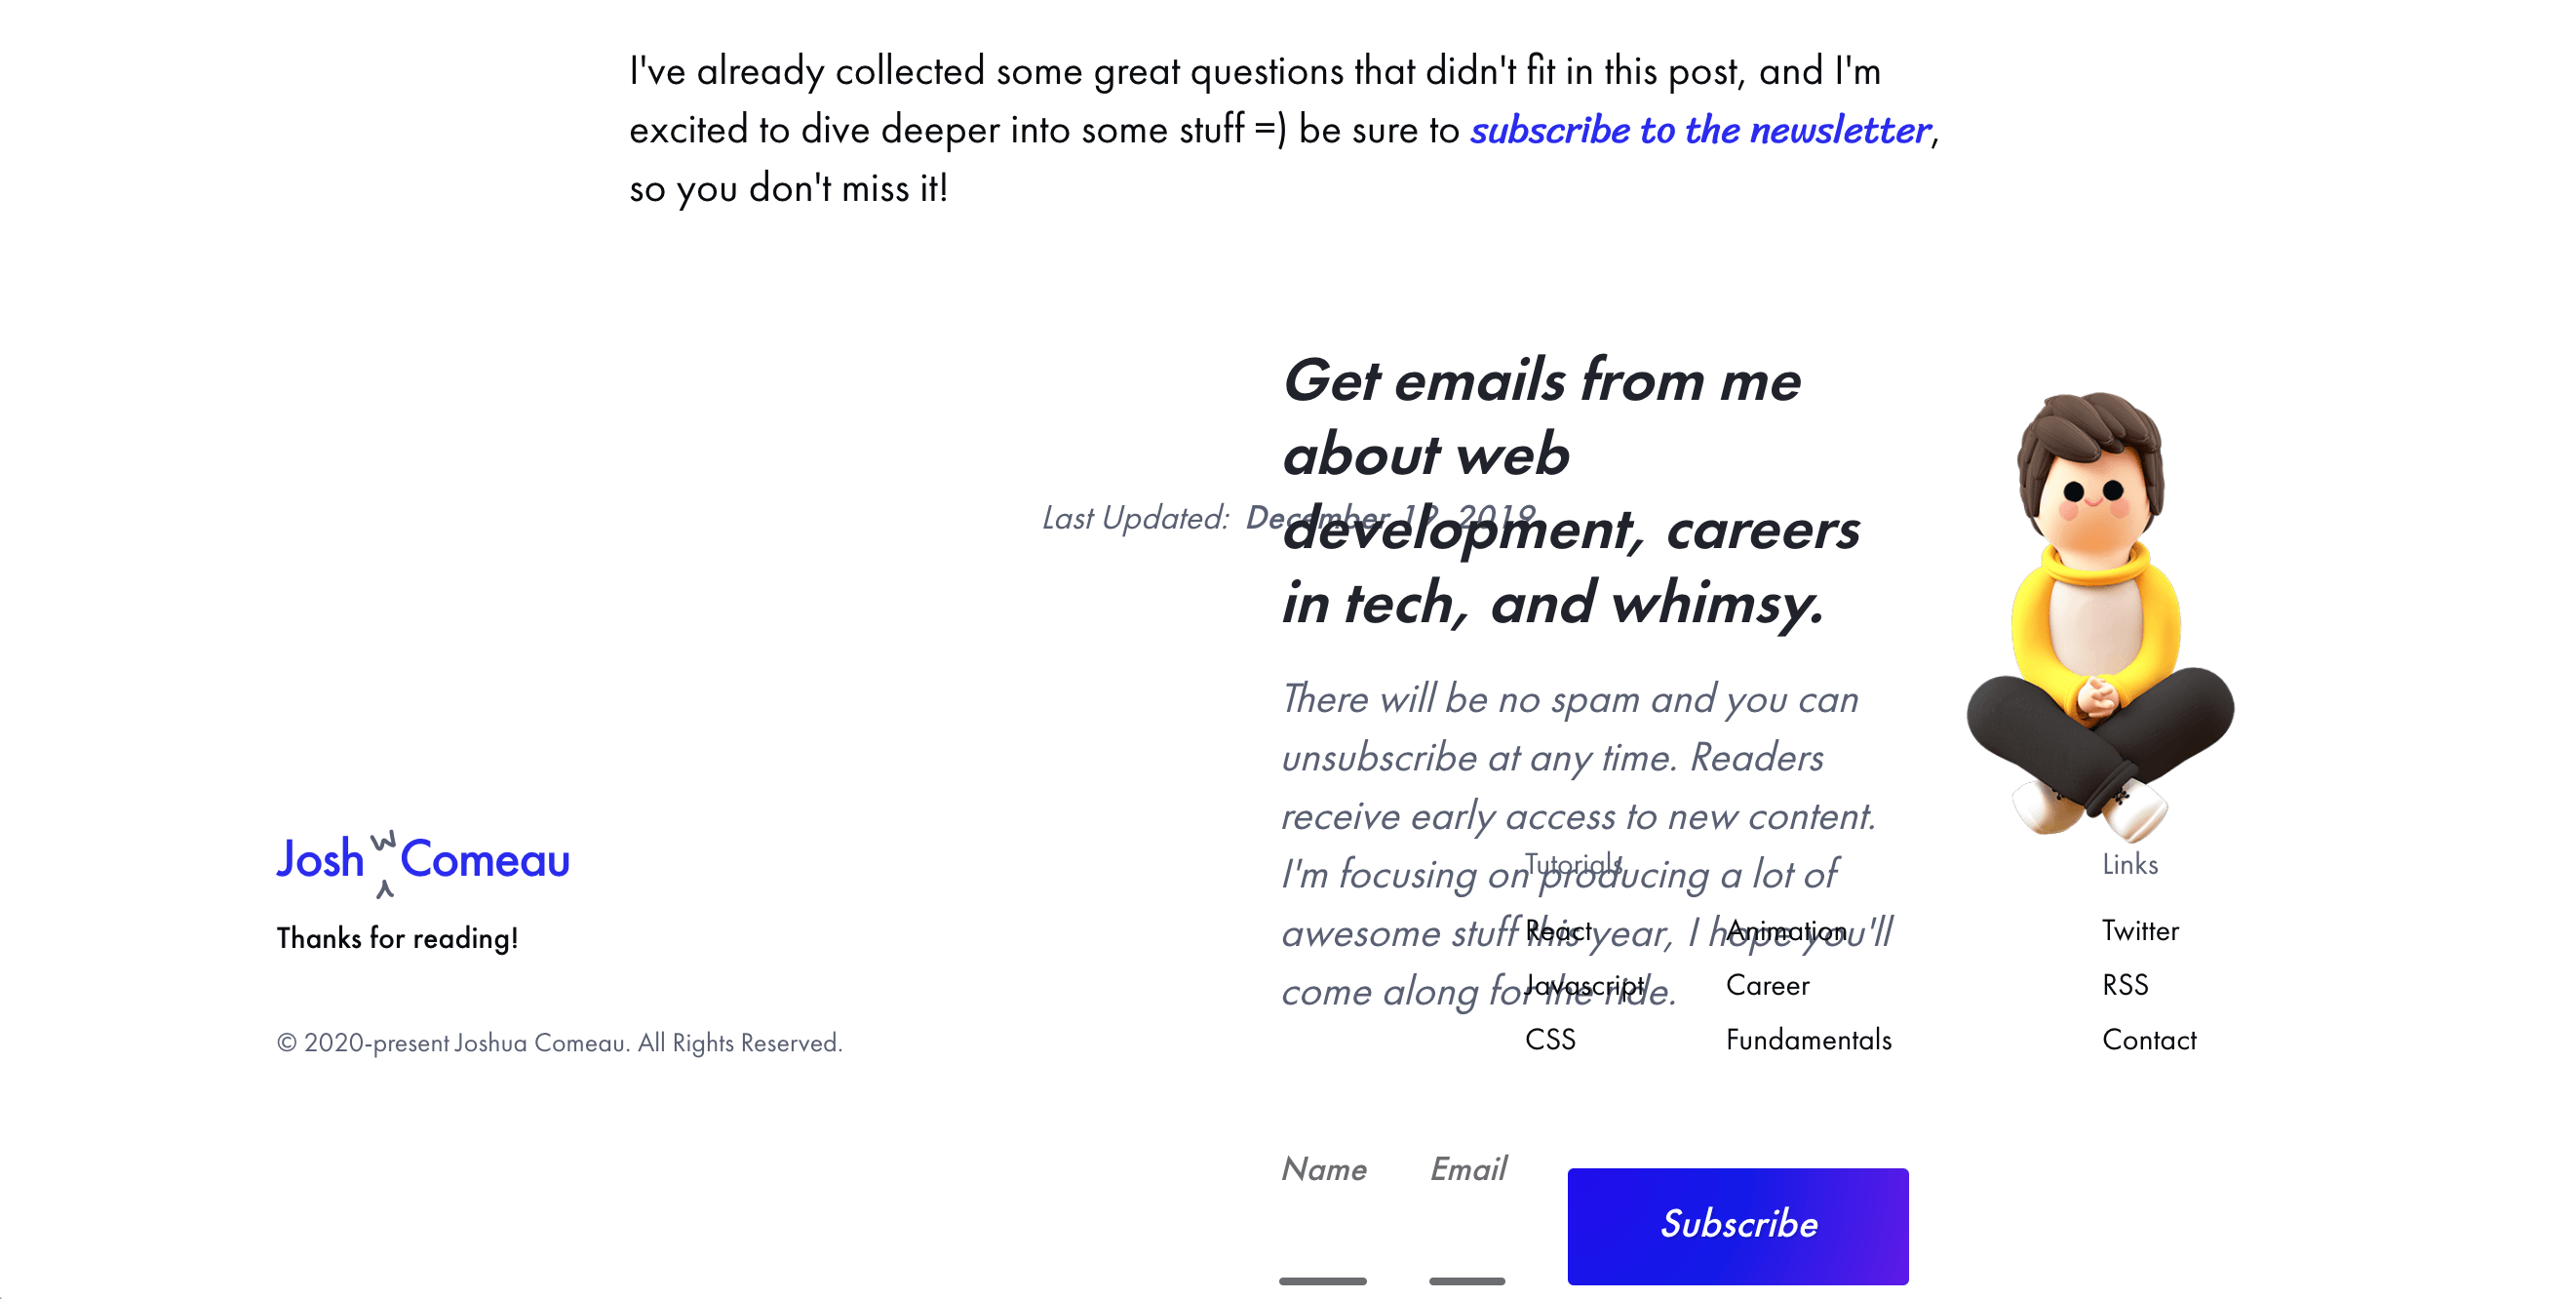 I've already collected some great questions that didn't fit in this post, and I'm
excited to dive deeper into some stuff =) be sure to subscribe to the newsletter,
so you don't miss it!
Get emails from me
about web
development, careers
in tech, and whimsy.
Last Updated: December 12, 2019
There will be no spam and you can
unsubscribe at any time. Readers
receive early access to new content.
I'm focusing on producing a lot of
awesome stuff this year, I hope you'll
come along for the ride.
Josh W Comeau
Thanks for reading!
© 2020-present Joshua Comeau. All Rights Reserved.
Tutorials
React
Javascript
CSS
Animation
Career
Fundamentals
Links
Twitter
RSS
Contact
Name
Email
Subscribe